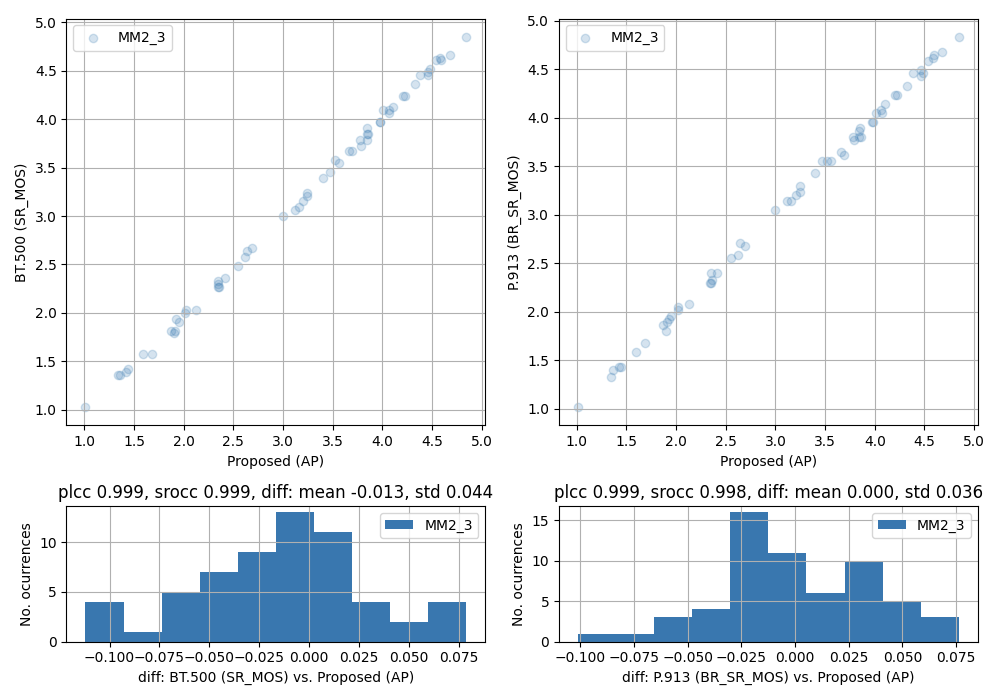 MM2_3
5.0
4.5
4.0
3.5
3.0
2.5
2.0
1.5
1.0
BT.500 (SR_MOS)
1.0 1.5 2.0 2.5 3.0 3.5 4.0 4.5 5.0
Proposed (AP)
MM2_3
5.0
4.5
4.0
3.5
3.0
2.5
2.0
1.5
1.0
P.913 (BR_SR_MOS)
1.0 1.5 2.0 2.5 3.0 3.5 4.0 4.5 5.0
Proposed (AP)
plcc 0.999, srocc 0.999, diff: mean -0.013, std 0.044
MM2_3
10
5
0
No. ocurrences
−0.100 −0.075 −0.050 −0.025 0.000 0.025 0.050 0.075
diff: BT.500 (SR_MOS) vs. Proposed (AP)
plcc 0.999, srocc 0.998, diff: mean 0.000, std 0.036
MM2_3
15
10
5
0
No. ocurrences
−0.100 −0.075 −0.050 −0.025 0.000 0.025 0.050 0.075
diff: P.913 (BR_SR_MOS) vs. Proposed (AP)